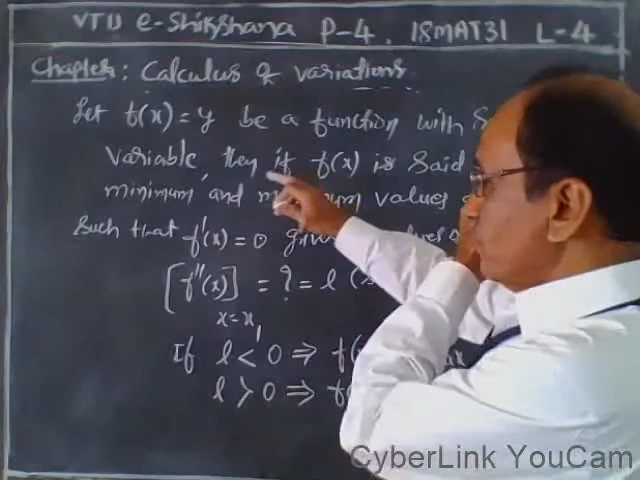 VTU e-Shikshana P-4, 18MAT31 L-4
Chapter: Calculus of variations
Let f(x) = y be a function with
variable, then if f(x) is said
minimum and values
such that f'(x) = 0
[f''(x)] = ? = l
x = x₁
If l < 0 ⇒
l > 0 ⇒
CyberLink YouCam